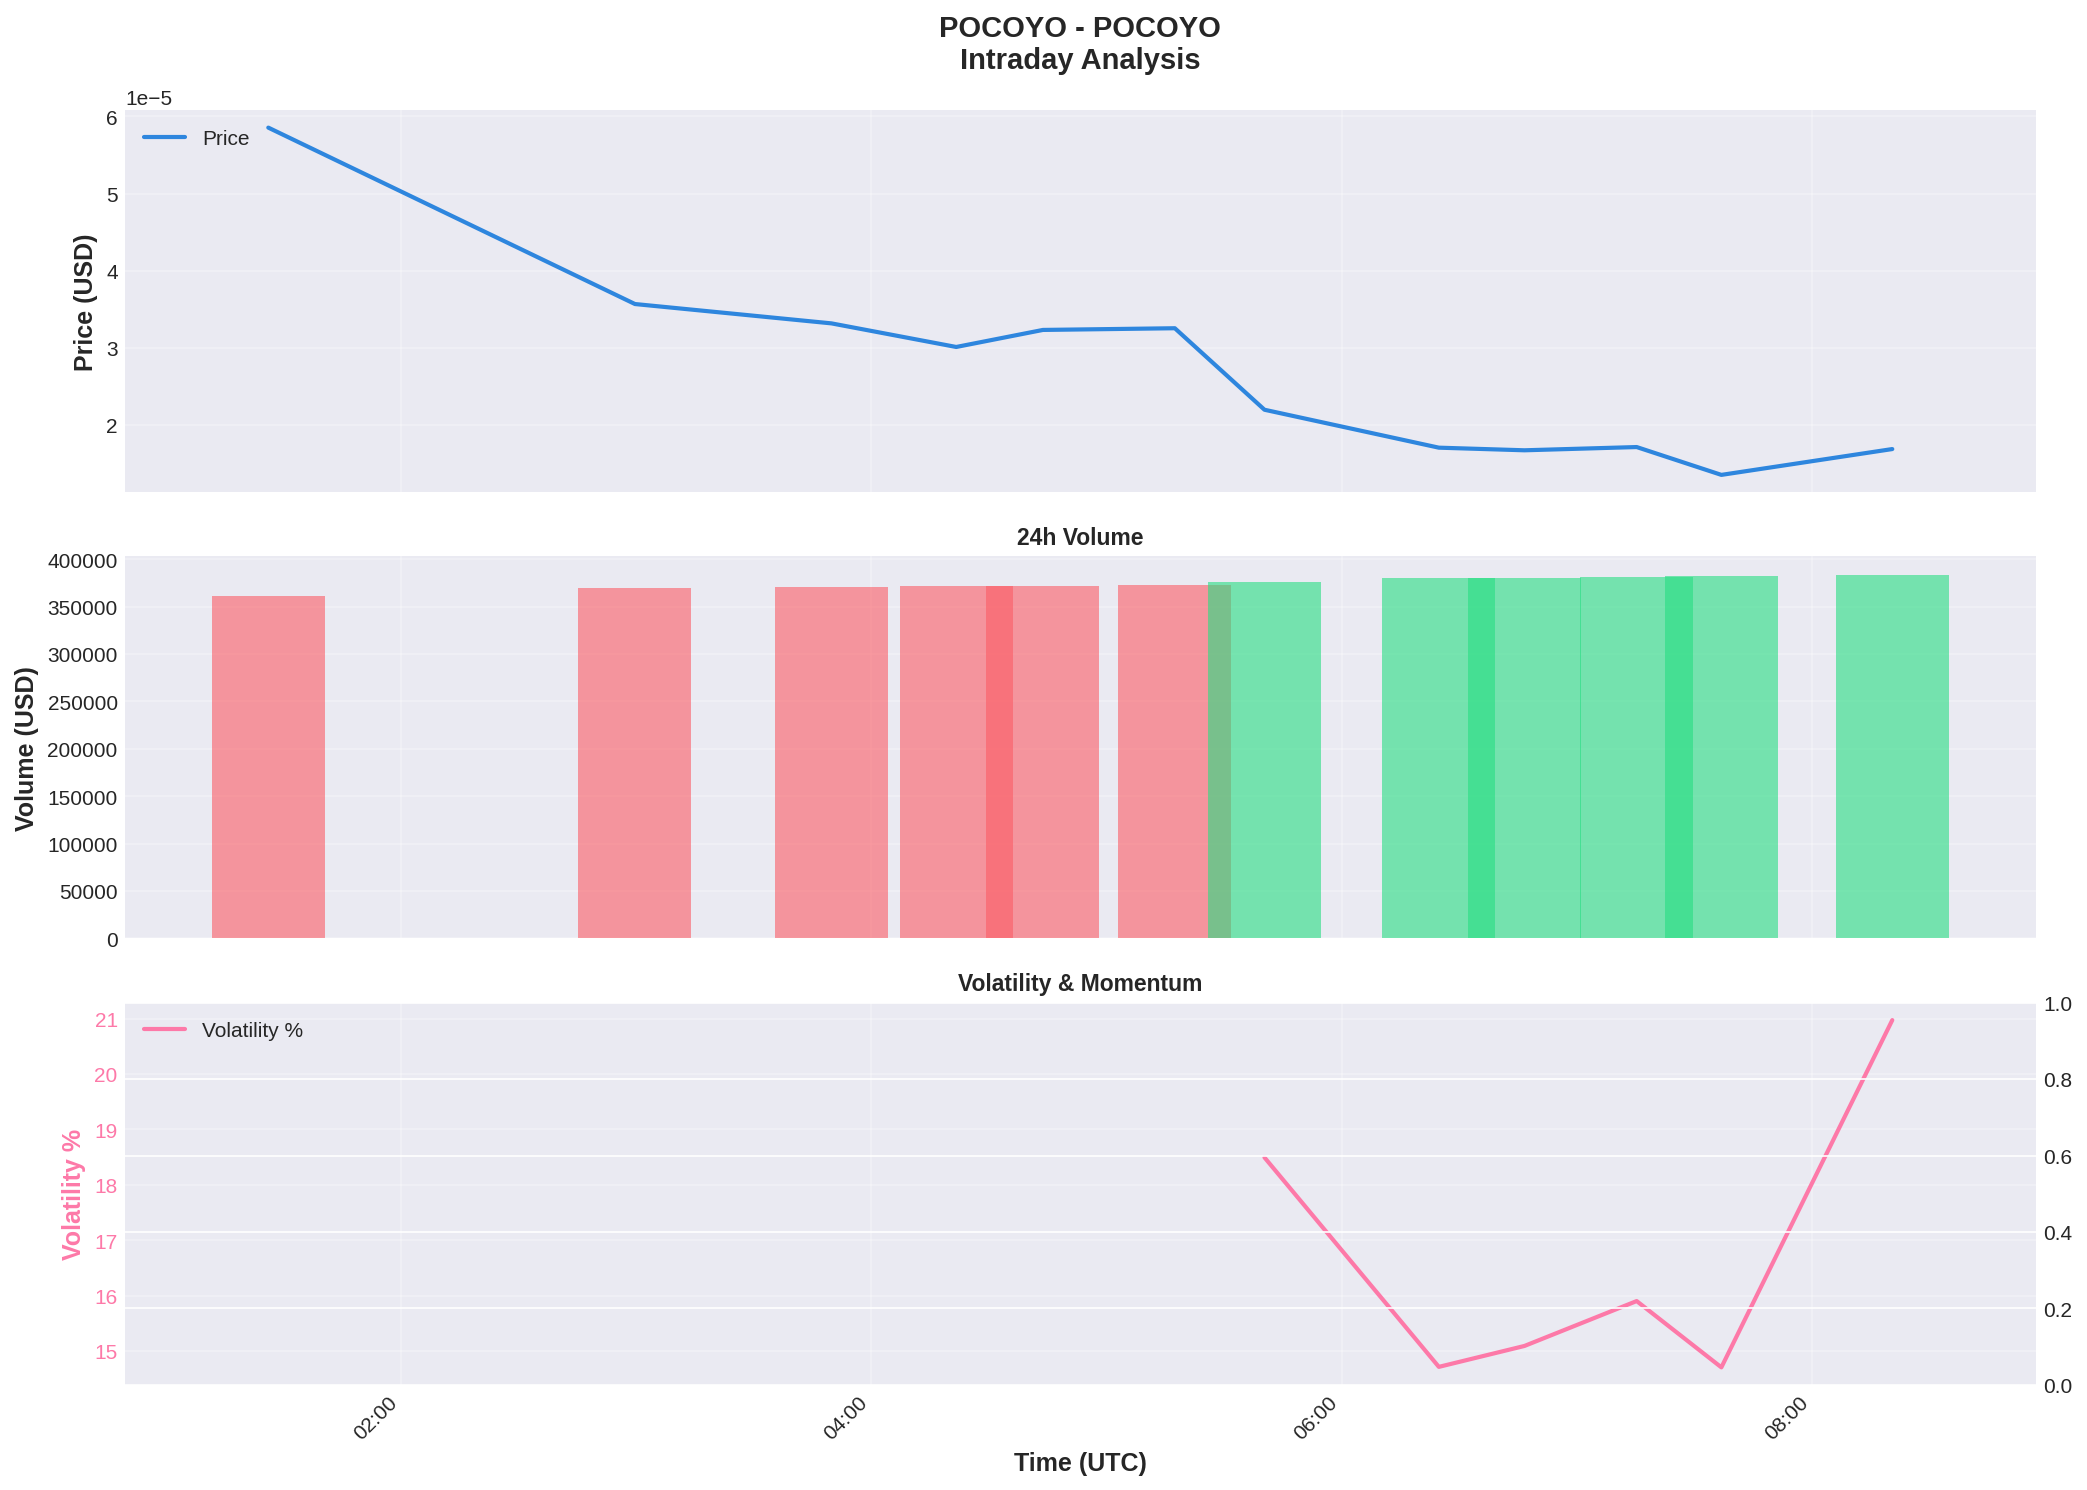 POCOYO - POCOYO
Intraday Analysis
1e−5
6
5
4
3
2
Price (USD)
Price
24h Volume
400000
350000
300000
250000
200000
150000
100000
50000
0
Volume (USD)
Volatility & Momentum
21
20
19
18
17
16
15
Volatility %
Volatility %
1.0
0.8
0.6
0.4
0.2
0.0
02:00
04:00
06:00
08:00
Time (UTC)